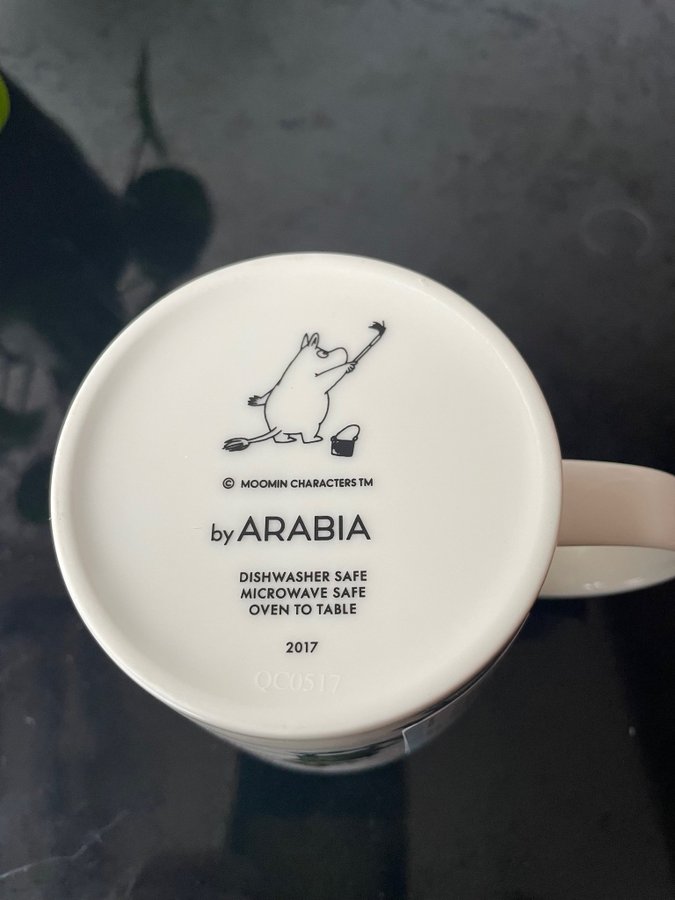 © MOOMIN CHARACTERS TM
by ARABIA
DISHWASHER SAFE
MICROWAVE SAFE
OVEN TO TABLE
2017
QC0517